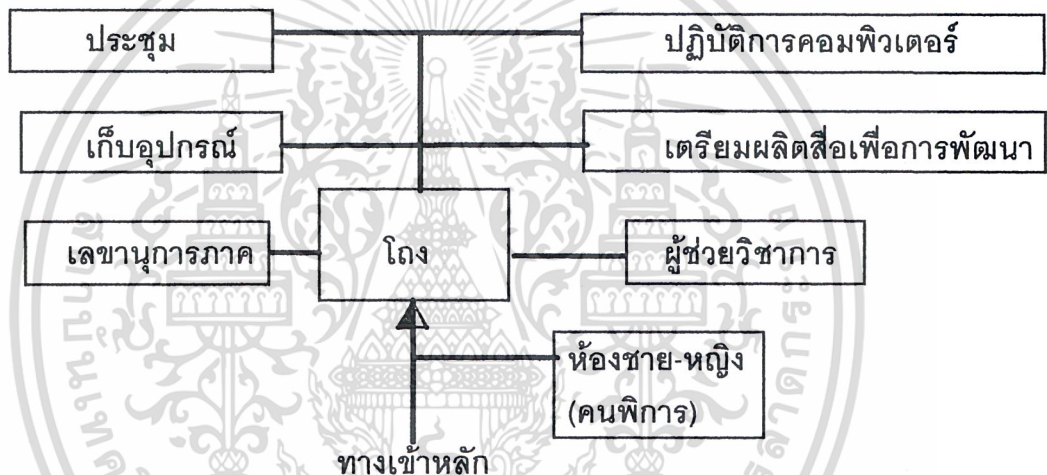 ประชุม
ปฏิบัติการคอมพิวเตอร์
เก็บอุปกรณ์
เตรียมผลิตสื่อเพื่อการพัฒนา
เลขานุการภาค
โถง
ผู้ช่วยวิชาการ
ห้องชาย-หญิง
(คนพิการ)
ทางเข้าหลัก